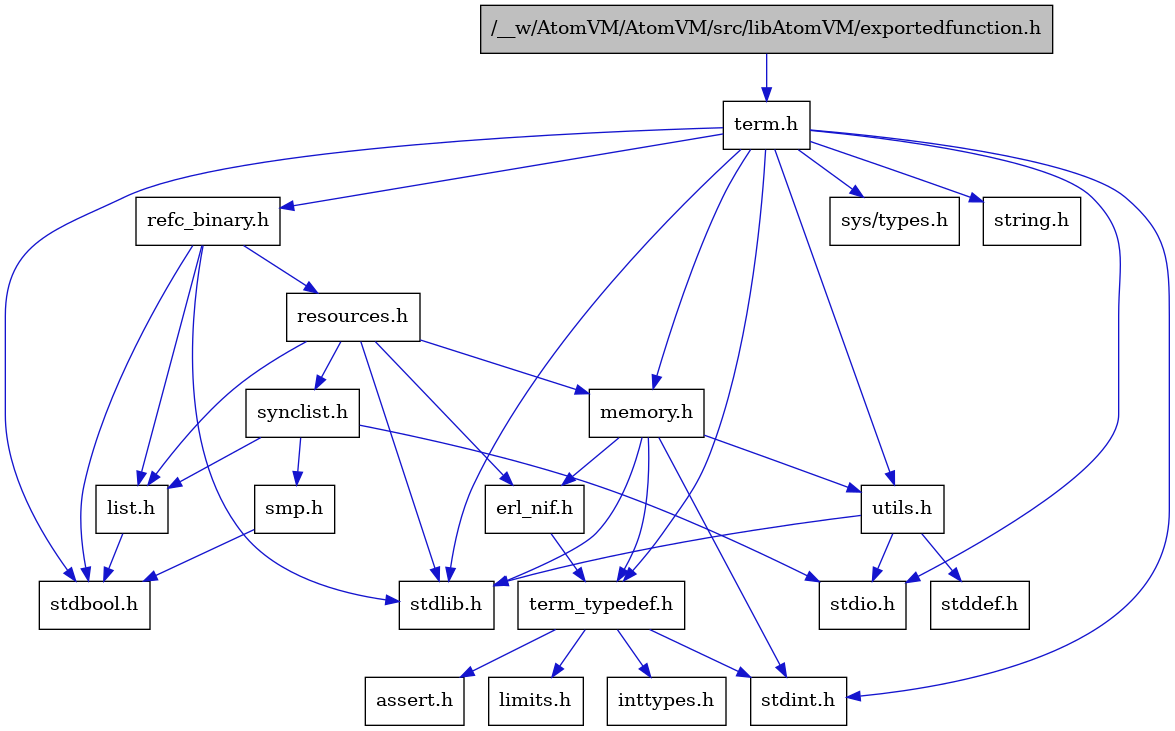 /__w/AtomVM/AtomVM/src/libAtomVM/exportedfunction.h
term.h
refc_binary.h
sys/types.h
string.h
resources.h
synclist.h
memory.h
list.h
smp.h
erl_nif.h
utils.h
stdbool.h
stdlib.h
term_typedef.h
stdio.h
stddef.h
assert.h
limits.h
inttypes.h
stdint.h